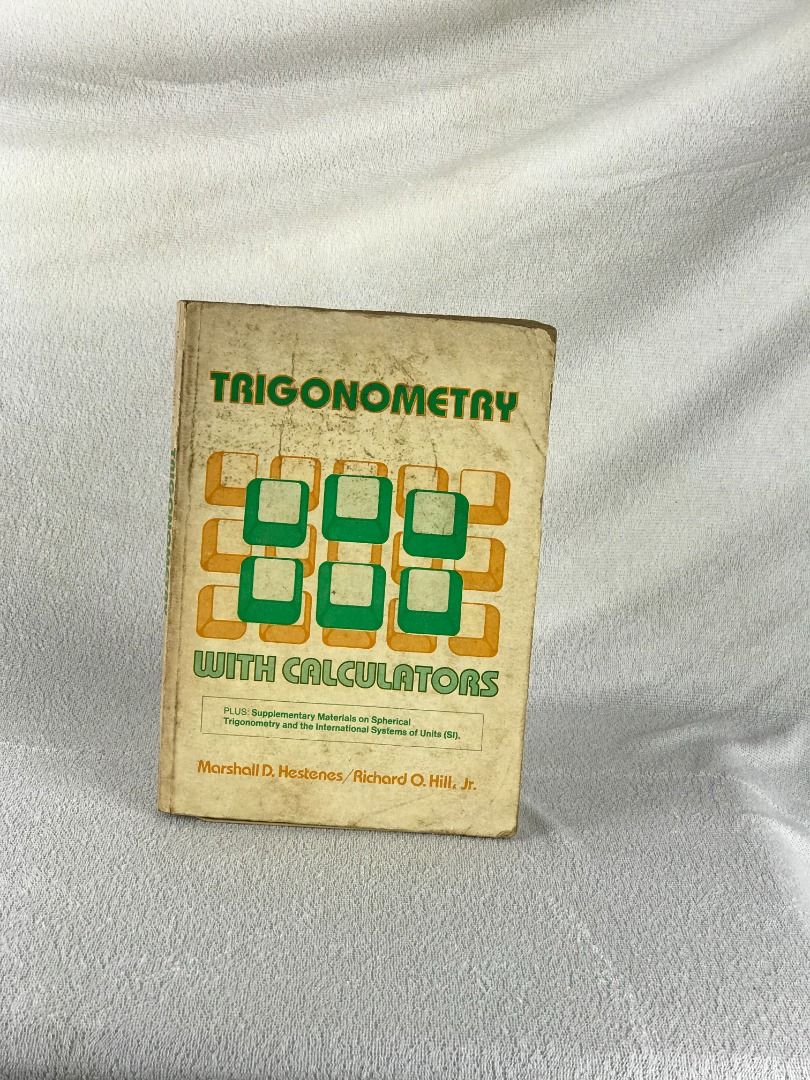 TRIGONOMETRY
WITH CALCULATORS
PLUS: Supplementary Materials on Spherical
Trigonometry and the International Systems of Units (SI).
Marshall D. Hestenes/Richard O. Hill, Jr.